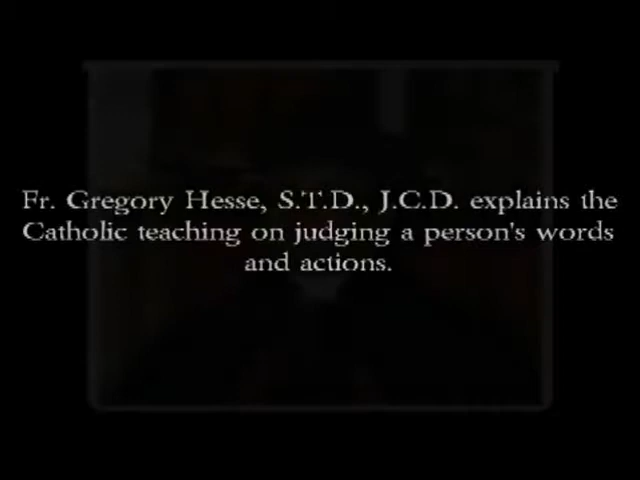 Fr. Gregory Hesse, S.T.D., J.C.D. explains the
Catholic teaching on judging a person's words
and actions.